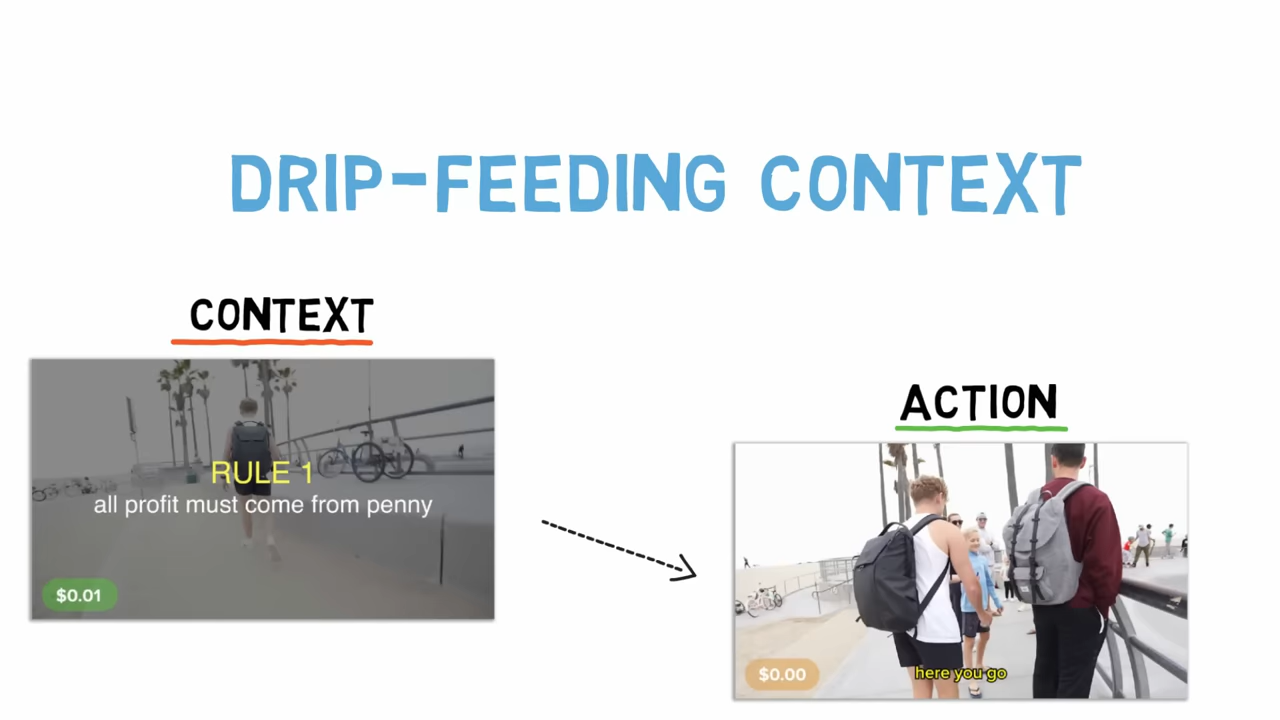 DRIP-FEEDING CONTEXT
CONTEXT
RULE 1
all profit must come from penny
$0.01
ACTION
here you go
$0.00